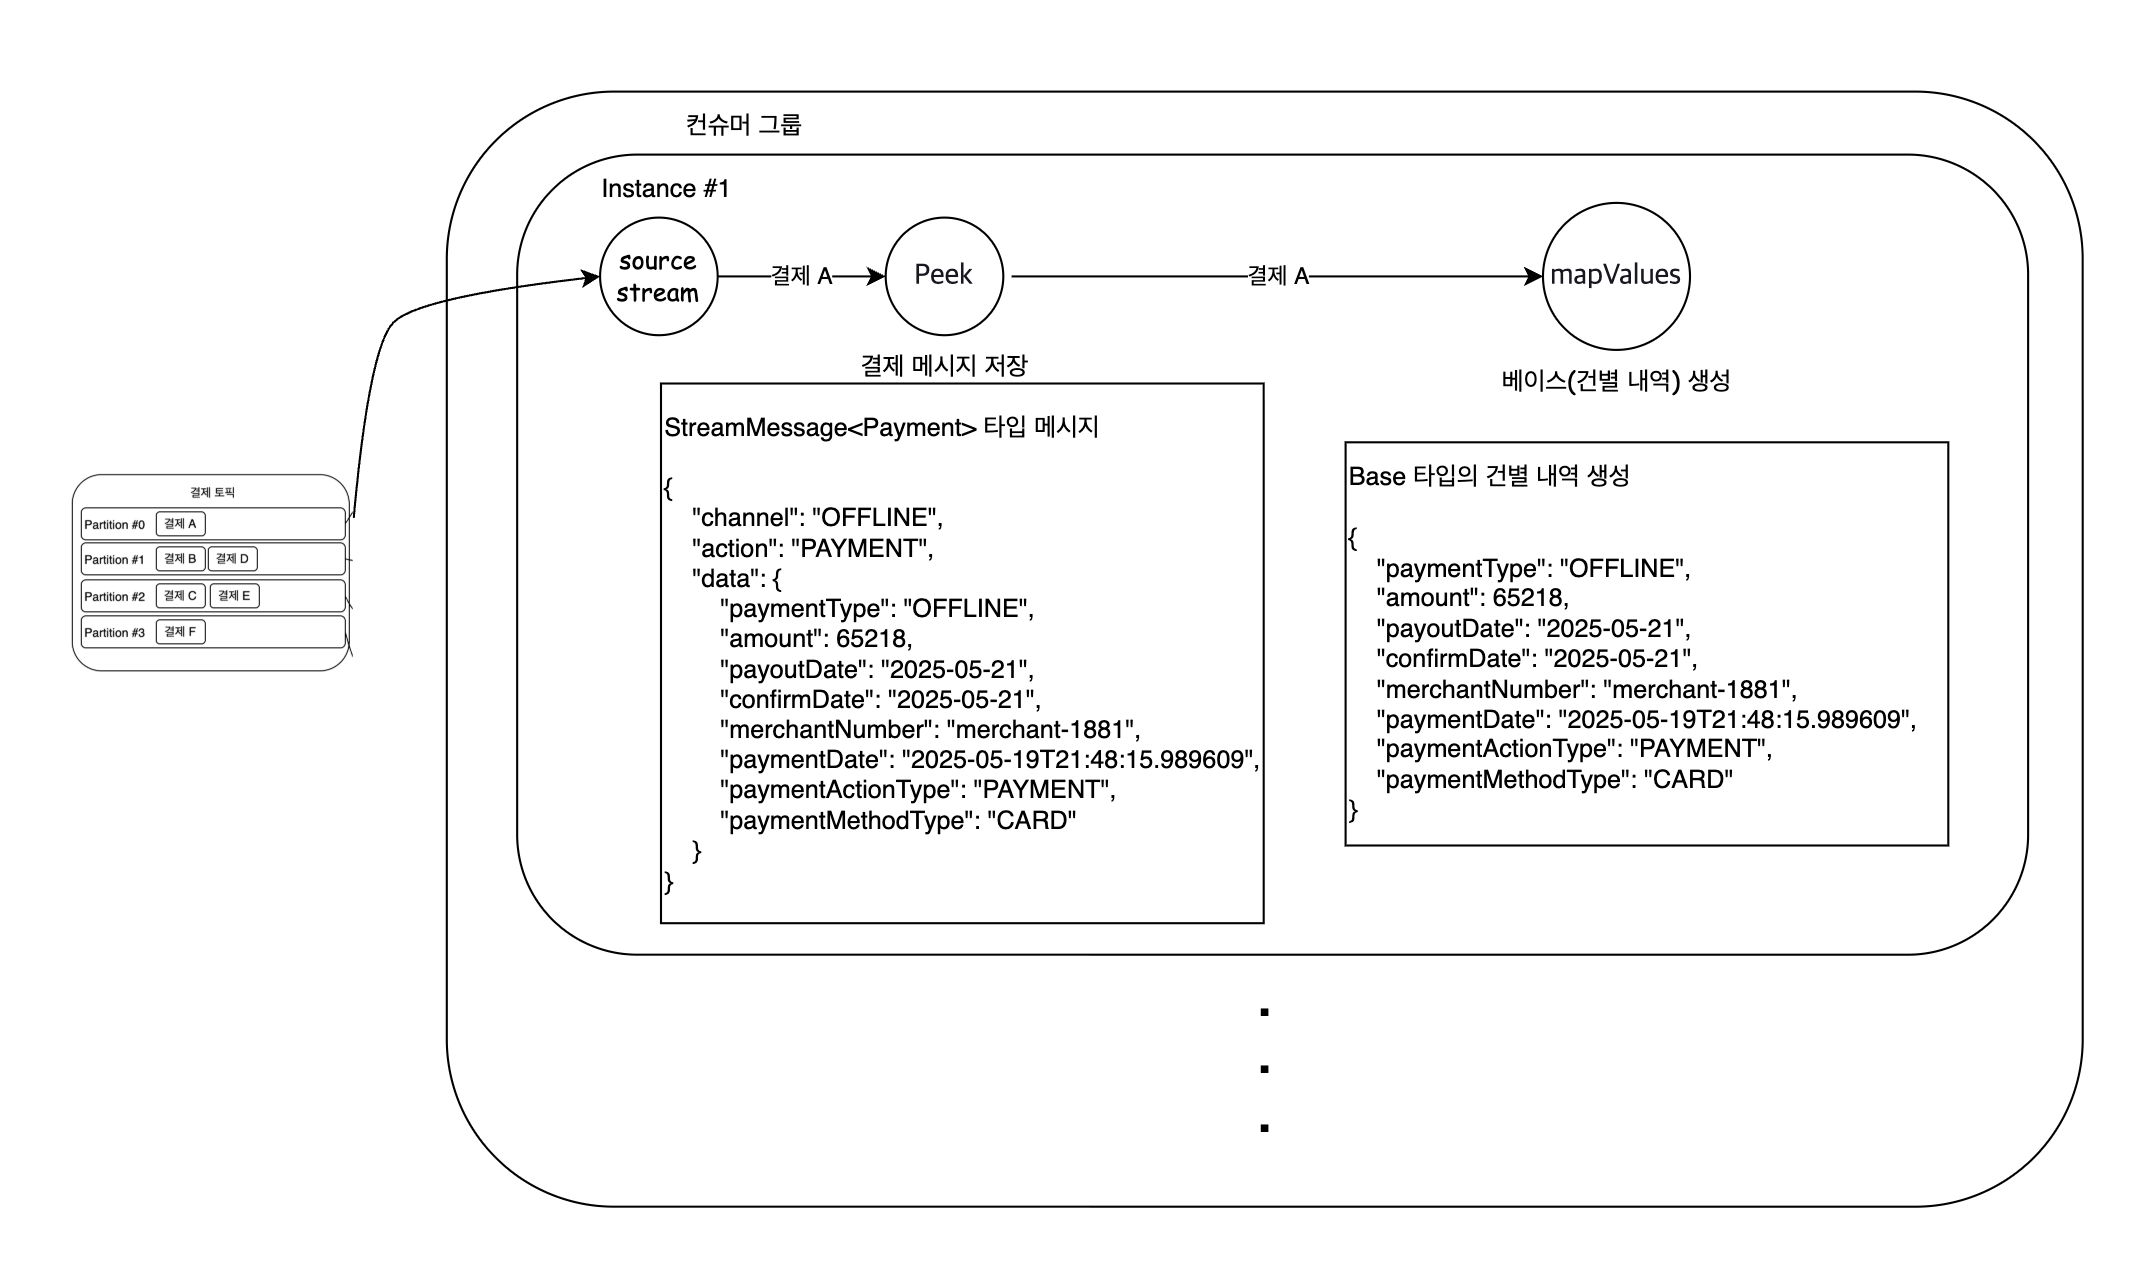 컨슈머 그룹
Instance #1
source
stream
결제 A
Peek
결제 A
mapValues
결제 메시지 저장
베이스(건별 내역) 생성
StreamMessage<Payment> 타입 메시지
{
"channel": "OFFLINE",
"action": "PAYMENT",
"data": {
"paymentType": "OFFLINE",
"amount": 65218,
"payoutDate": "2025-05-21",
"confirmDate": "2025-05-21",
"merchantNumber": "merchant-1881",
"paymentDate": "2025-05-19T21:48:15.989609",
"paymentActionType": "PAYMENT",
"paymentMethodType": "CARD"
}
}
Base 타입의 건별 내역 생성
{
"paymentType": "OFFLINE",
"amount": 65218,
"payoutDate": "2025-05-21",
"confirmDate": "2025-05-21",
"merchantNumber": "merchant-1881",
"paymentDate": "2025-05-19T21:48:15.989609",
"paymentActionType": "PAYMENT",
"paymentMethodType": "CARD"
}
결제 토픽
Partition #0 결제 A
Partition #1 결제 B 결제 D
Partition #2 결제 C 결제 E
Partition #3 결제 F